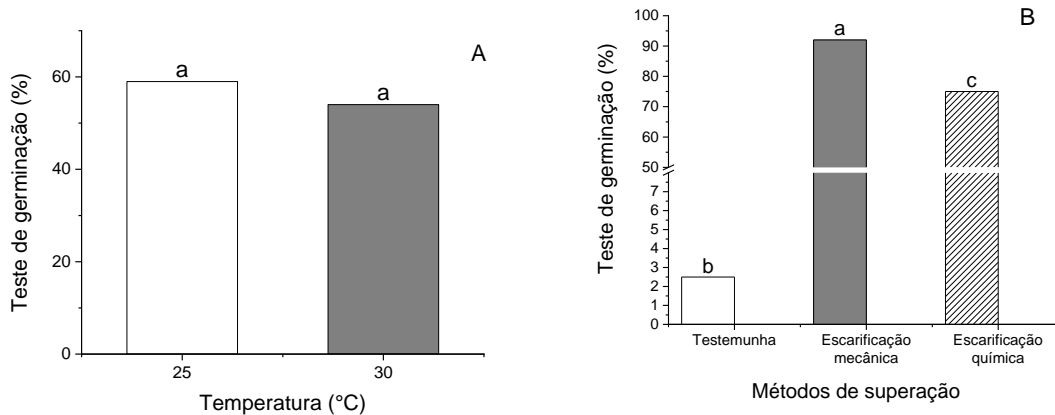 A
Teste de germinação (%)
60
40
20
0
a
a
25
30
Temperatura (°C)
B
Teste de germinação (%)
100
90
80
70
60
50
7
6
5
4
3
2
1
0
b
a
c
Testemunha
Escarificação
mecânica
Escarificação
química
Métodos de superação